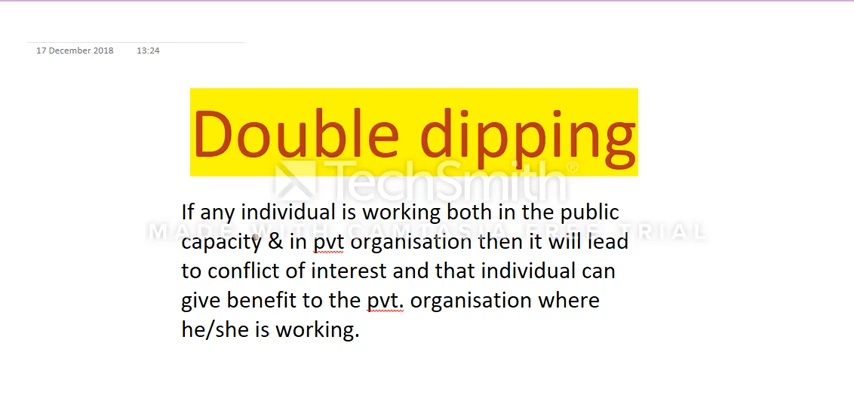 17 December 2018 13:24
Double dipping
TechSmith®
If any individual is working both in the public
MADE WITH CAMTASIA FREE TRIAL
capacity & in pvt organisation then it will lead
to conflict of interest and that individual can
give benefit to the pvt. organisation where
he/she is working.